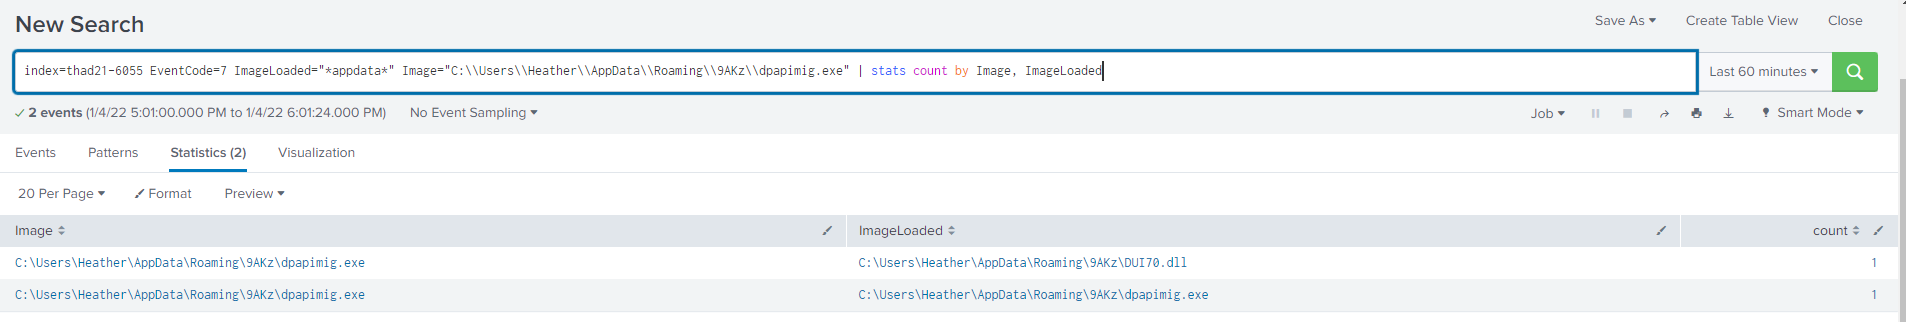 New Search
Save As Create Table View Close
index=thad21-6055 EventCode=7 ImageLoaded="*appdata*" Image="C:\\Users\\Heather\\AppData\\Roaming\\9AKz\\dpapimig.exe" | stats count by Image, ImageLoaded
Last 60 minutes
2 events (1/4/22 5:01:00.000 PM to 1/4/22 6:01:24.000 PM) No Event Sampling
Job Smart Mode
Events Patterns Statistics (2) Visualization
20 Per Page Format Preview
Image ImageLoaded count
C:\Users\Heather\AppData\Roaming\9AKz\dpapimig.exe C:\Users\Heather\AppData\Roaming\9AKz\DUI70.dll 1
C:\Users\Heather\AppData\Roaming\9AKz\dpapimig.exe C:\Users\Heather\AppData\Roaming\9AKz\dpapimig.exe 1